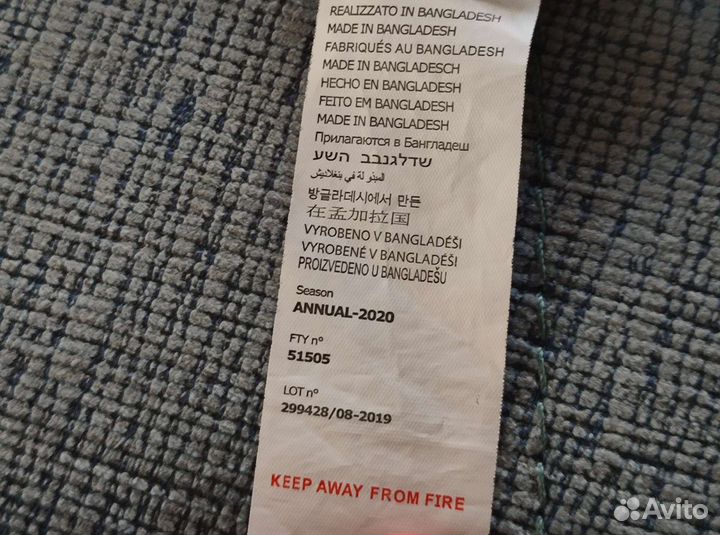 REALIZZATO IN BANGLADESH
MADE IN BANGLADESH
FABRIQUÉS AU BANGLADESH
MADE IN BANGLADESCH
HECHO EN BANGLADESH
FEITO EM BANGLADESH
MADE IN BANGLADESH
Прилагаются в Бангладеш
שדלגנבב השע
في بنغلاديش
방글라데시에서 만든
在孟加拉国
VYROBENO V BANGLADÉŠI
VYROBENÉ V BANGLADÉŠI
PROIZVEDENO U BANGLADEŠU
Season
ANNUAL-2020
FTY nº
51505
LOT nº
299428/08-2019
KEEP AWAY FROM FIRE
Avito